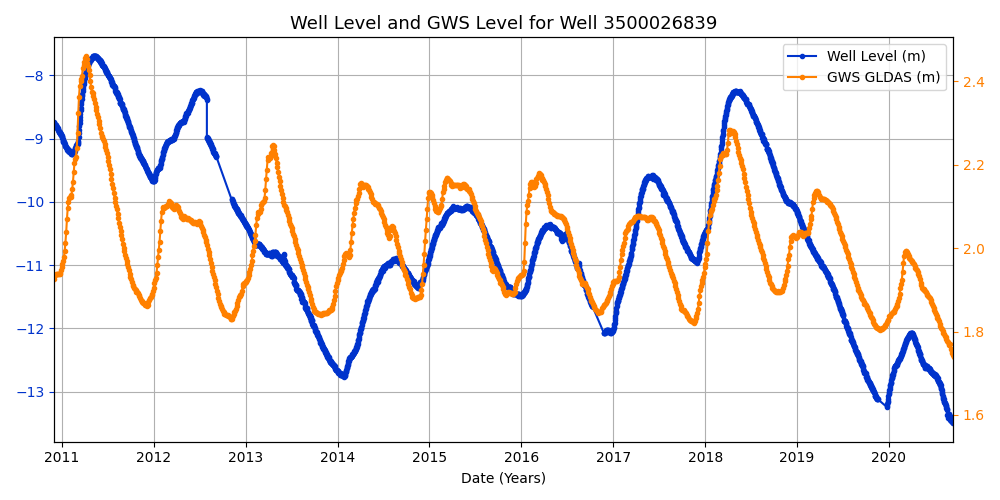 Well Level and GWS Level for Well 3500026839
Well Level (m)
GWS GLDAS (m)
−8
−9
−10
−11
−12
−13
2.4
2.2
2.0
1.8
1.6
2011 2012 2013 2014 2015 2016 2017 2018 2019 2020
Date (Years)